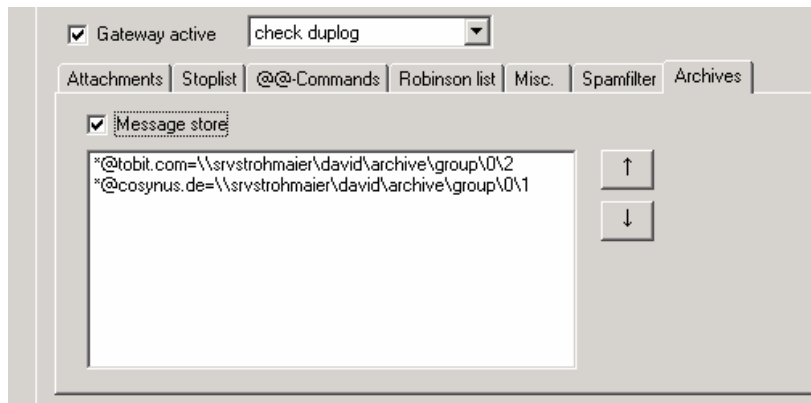 Gateway active check duplog
Attachments Stoplist @@-Commands Robinson list Misc. Spamfilter Archives
Message store
*@tobit.com=\\srvstrohmaier\david\archive\group\0\2
*@cosynus.de=\\srvstrohmaier\david\archive\group\0\1
↑
↓